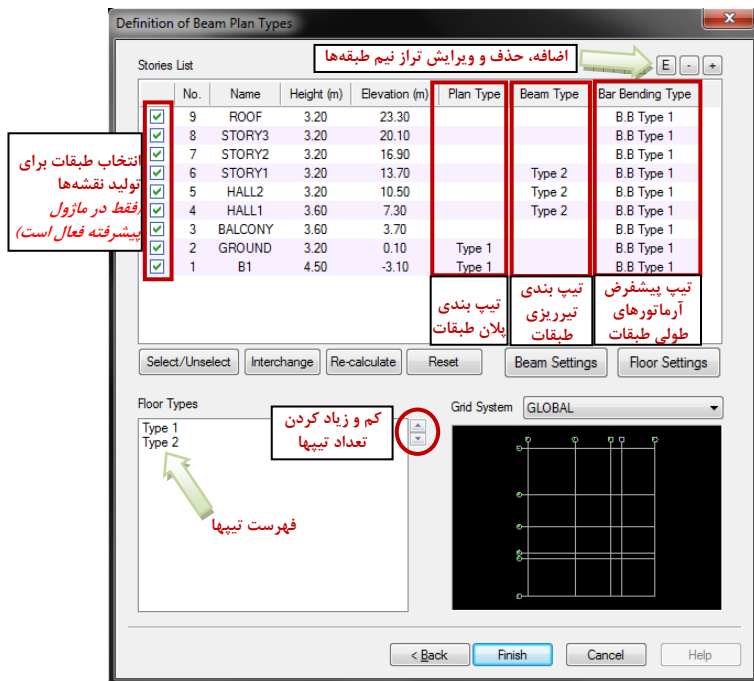 Definition of Beam Plan Types
x
Stories List
اضافه، حذف و ویرایش تراز نیم طبقه‌ها
E - +
No. Name Height (m) Elevation (m) Plan Type Beam Type Bar Bending Type
9 ROOF 3.20 23.30 B.B Type 1
8 STORY3 3.20 20.10 B.B Type 1
7 STORY2 3.20 16.90 B.B Type 1
6 STORY1 3.20 13.70 Type 2 B.B Type 1
5 HALL2 3.20 10.50 Type 2 B.B Type 1
4 HALL1 3.60 7.30 Type 2 B.B Type 1
3 BALCONY 3.60 3.70 B.B Type 1
2 GROUND 3.20 0.10 Type 1 B.B Type 1
1 B1 4.50 -3.10 Type 1 B.B Type 1
انتخاب طبقات برای
تولید نقشه‌ها
(فقط در ماژول
پیشرفته فعال است)
تیپ بندی
پلان طبقات
تیپ بندی
تیرریزی
طبقات
تیپ پیشفرض
آرماتورهای
طولی طبقات
Select/Unselect Interchange Re-calculate Reset Beam Settings Floor Settings
Floor Types
Type 1
Type 2
کم و زیاد کردن
تعداد تیپها
فهرست تیپها
Grid System GLOBAL
< Back Finish Cancel Help